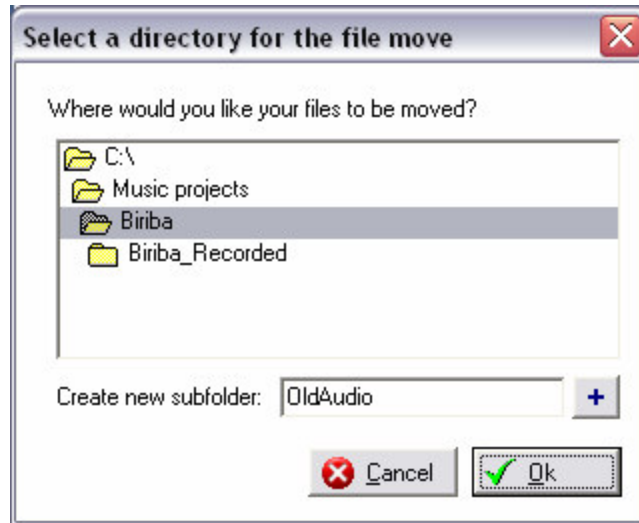 Select a directory for the file move
Where would you like your files to be moved?
C:\
Music projects
Biriba
Biriba_Recorded
Create new subfolder: OldAudio +
Cancel Ok